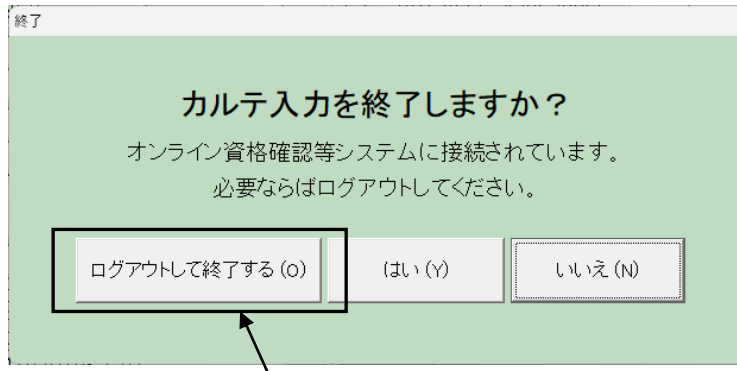 終了
カルテ入力を終了しますか？
オンライン資格確認等システムに接続されています。
必要ならばログアウトしてください。
ログアウトして終了する(O) はい(Y) いいえ(N)